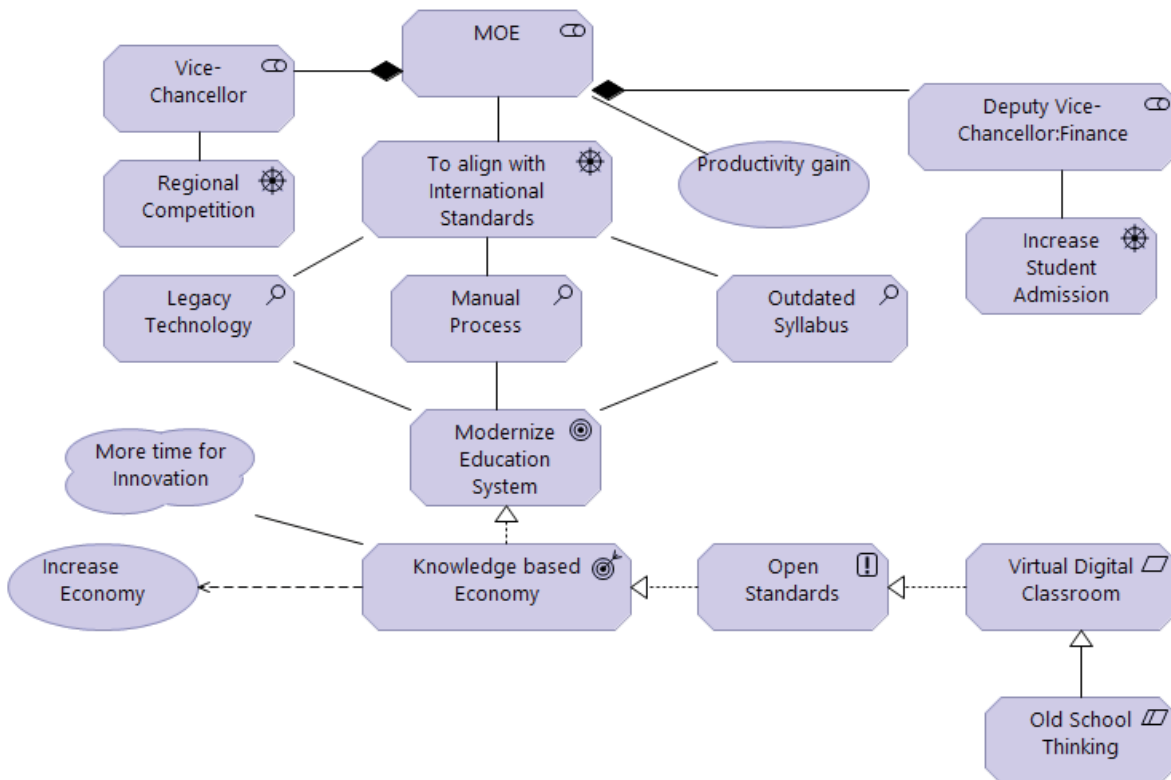 MOE
Vice-
Chancellor
Deputy Vice-
Chancellor:Finance
To align with
International
Standards
Productivity gain
Regional
Competition
Increase
Student
Admission
Legacy
Technology
Manual
Process
Outdated
Syllabus
Modernize
Education
System
More time for
Innovation
Increase
Economy
Knowledge based
Economy
Open
Standards
Virtual Digital
Classroom
Old School
Thinking